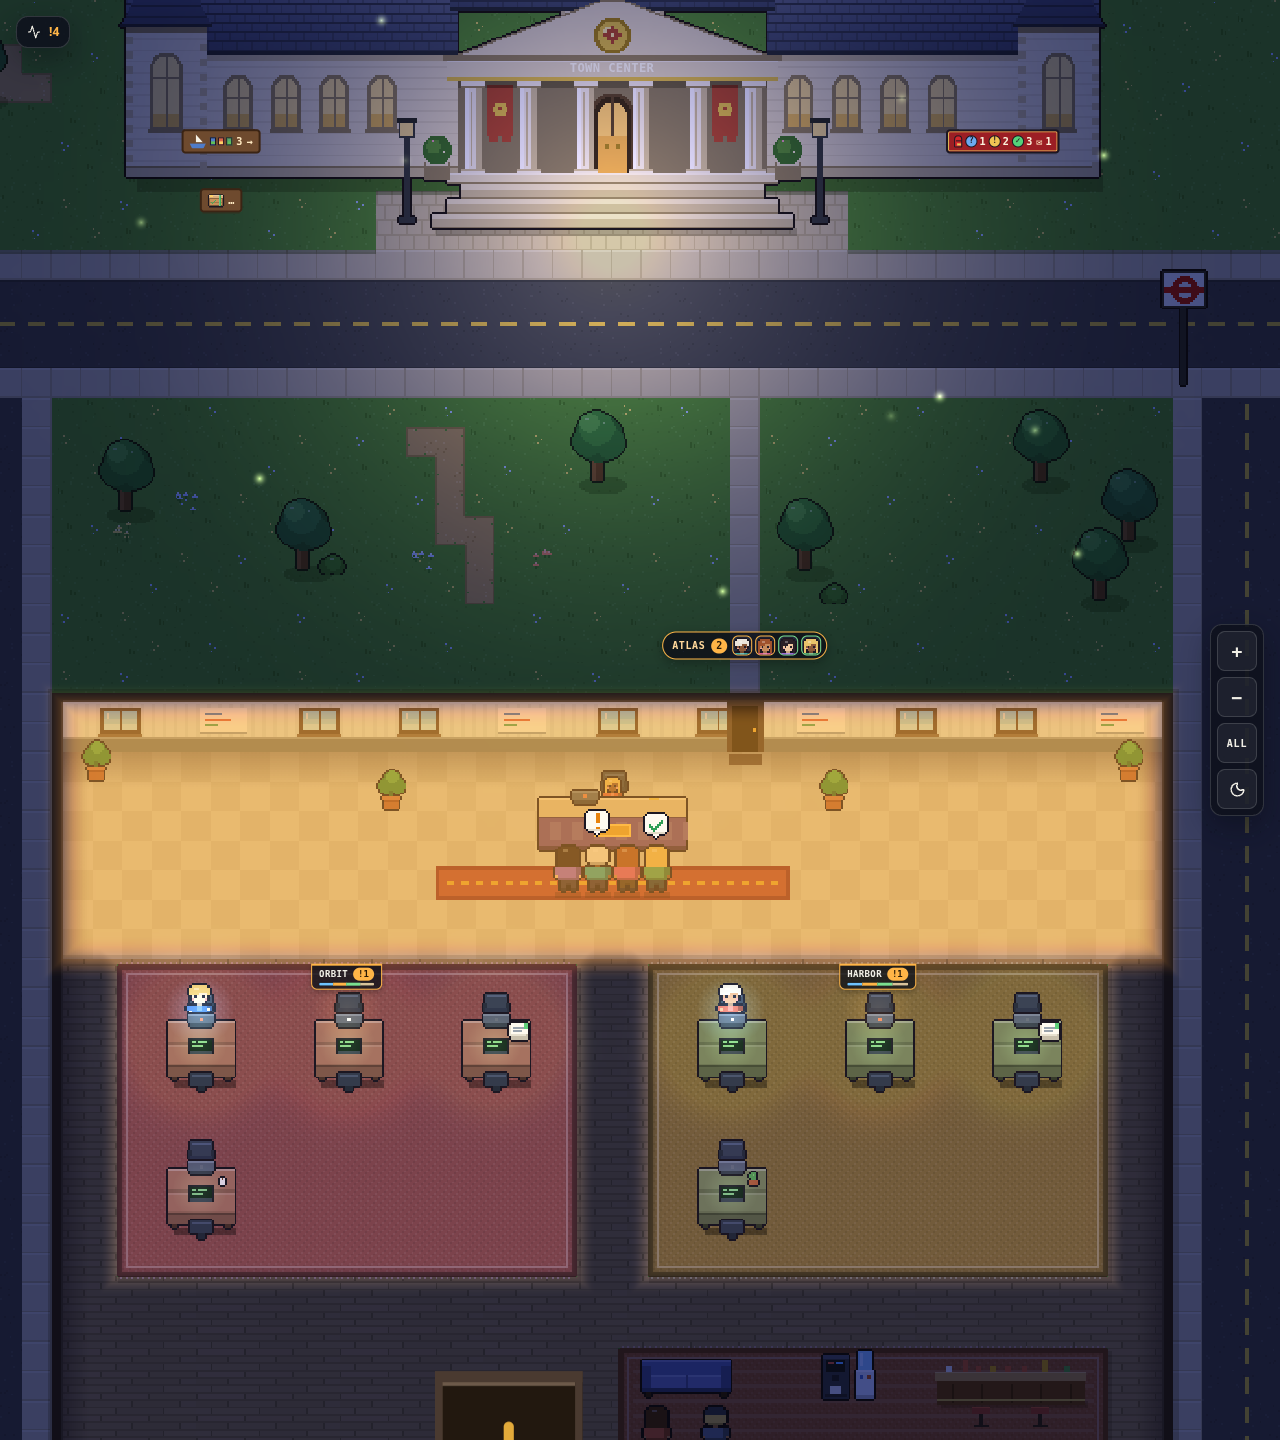 !4
TOWN CENTER
3 →
1 2 3 ✉ 1
…
ATLAS 2
+
−
ALL
ORBIT !1
HARBOR !1